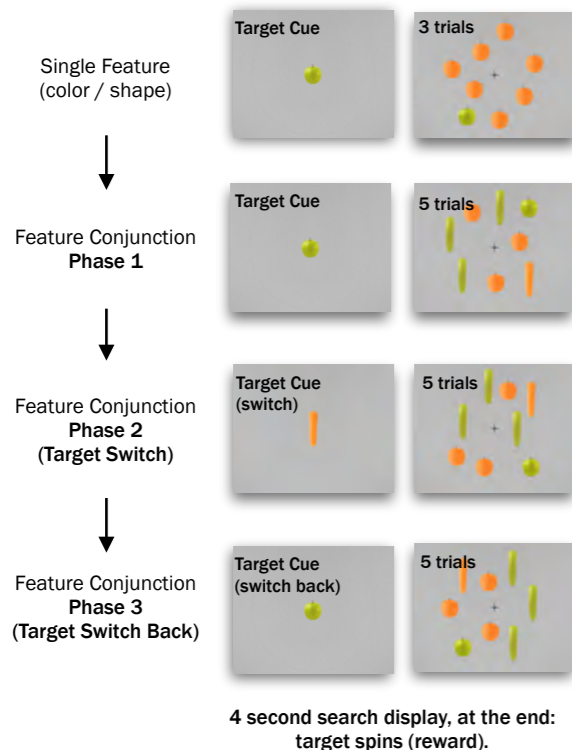 Single Feature
(color / shape)
Target Cue
3 trials
Feature Conjunction
Phase 1
Target Cue
5 trials
Feature Conjunction
Phase 2
(Target Switch)
Target Cue
(switch)
5 trials
Feature Conjunction
Phase 3
(Target Switch Back)
Target Cue
(switch back)
5 trials
4 second search display, at the end:
target spins (reward).